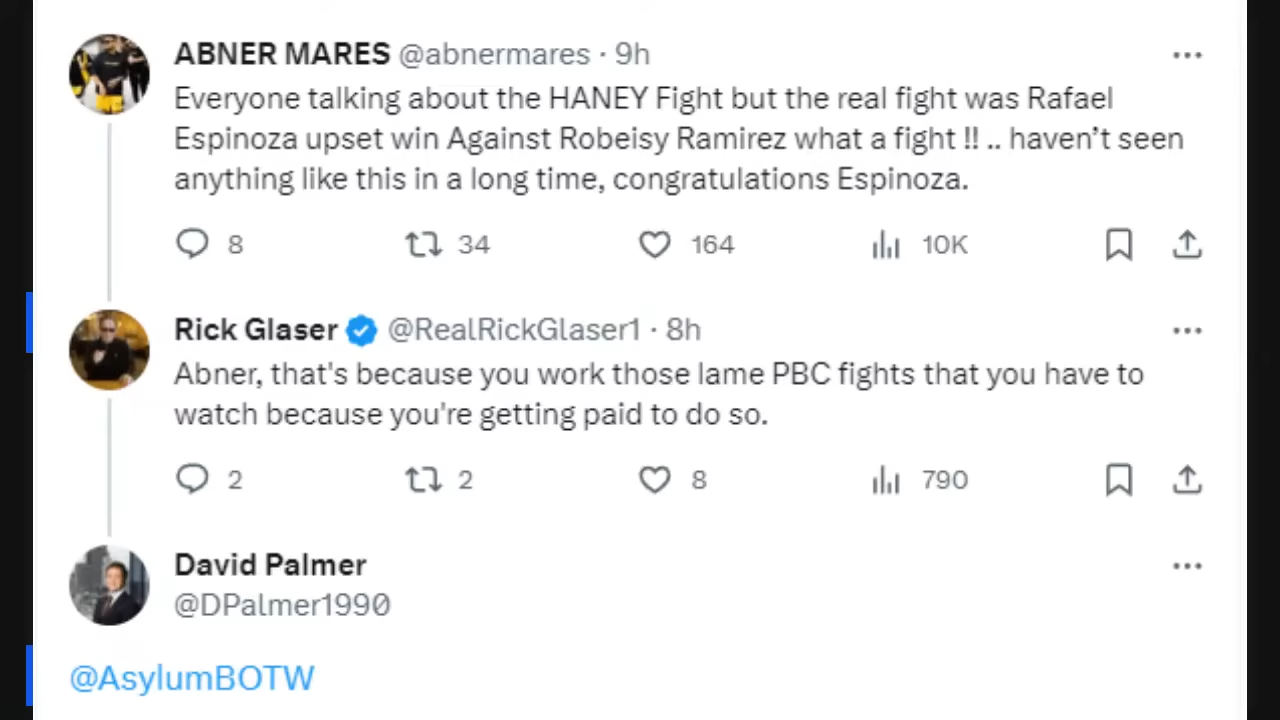 ABNER MARES @abnermares · 9h
Everyone talking about the HANEY Fight but the real fight was Rafael
Espinoza upset win Against Robeisy Ramirez what a fight !! .. haven’t seen
anything like this in a long time, congratulations Espinoza.
8 34 164 10K
Rick Glaser @RealRickGlaser1 · 8h
Abner, that's because you work those lame PBC fights that you have to
watch because you're getting paid to do so.
2 2 8 790
David Palmer
@DPalmer1990
@AsylumBOTW